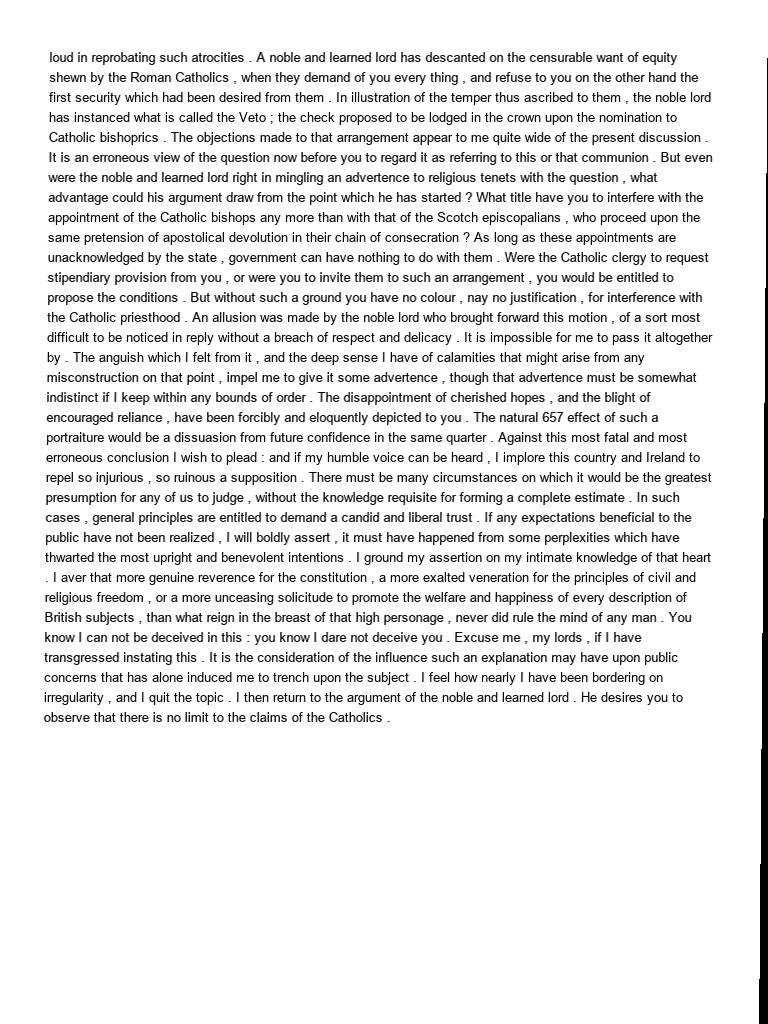 loud in reprobating such atrocities . A noble and learned lord has descanted on the censurable want of equity
shewn by the Roman Catholics , when they demand of you every thing , and refuse to you on the other hand the
first security which had been desired from them . In illustration of the temper thus ascribed to them , the noble lord
has instanced what is called the Veto ; the check proposed to be lodged in the crown upon the nomination to
Catholic bishoprics . The objections made to that arrangement appear to me quite wide of the present discussion .
It is an erroneous view of the question now before you to regard it as referring to this or that communion . But even
were the noble and learned lord right in mingling an advertence to religious tenets with the question , what
advantage could his argument draw from the point which he has started ? What title have you to interfere with the
appointment of the Catholic bishops any more than with that of the Scotch episcopalians , who proceed upon the
same pretension of apostolical devolution in their chain of consecration ? As long as these appointments are
unacknowledged by the state , government can have nothing to do with them . Were the Catholic clergy to request
stipendiary provision from you , or were you to invite them to such an arrangement , you would be entitled to
propose the conditions . But without such a ground you have no colour , nay no justification , for interference with
the Catholic priesthood . An allusion was made by the noble lord who brought forward this motion , of a sort most
difficult to be noticed in reply without a breach of respect and delicacy . It is impossible for me to pass it altogether
by . The anguish which I felt from it , and the deep sense I have of calamities that might arise from any
misconstruction on that point , impel me to give it some advertence , though that advertence must be somewhat
indistinct if I keep within any bounds of order . The disappointment of cherished hopes , and the blight of
encouraged reliance , have been forcibly and eloquently depicted to you . The natural 657 effect of such a
portraiture would be a dissuasion from future confidence in the same quarter . Against this most fatal and most
erroneous conclusion I wish to plead : and if my humble voice can be heard , I implore this country and Ireland to
repel so injurious , so ruinous a supposition . There must be many circumstances on which it would be the greatest
presumption for any of us to judge , without the knowledge requisite for forming a complete estimate . In such
cases , general principles are entitled to demand a candid and liberal trust . If any expectations beneficial to the
public have not been realized , I will boldly assert , it must have happened from some perplexities which have
thwarted the most upright and benevolent intentions . I ground my assertion on my intimate knowledge of that heart
. I aver that more genuine reverence for the constitution , a more exalted veneration for the principles of civil and
religious freedom , or a more unceasing solicitude to promote the welfare and happiness of every description of
British subjects , than what reign in the breast of that high personage , never did rule the mind of any man . You
know I can not be deceived in this : you know I dare not deceive you . Excuse me , my lords , if I have
transgressed instating this . It is the consideration of the influence such an explanation may have upon public
concerns that has alone induced me to trench upon the subject . I feel how nearly I have been bordering on
irregularity , and I quit the topic . I then return to the argument of the noble and learned lord . He desires you to
observe that there is no limit to the claims of the Catholics .